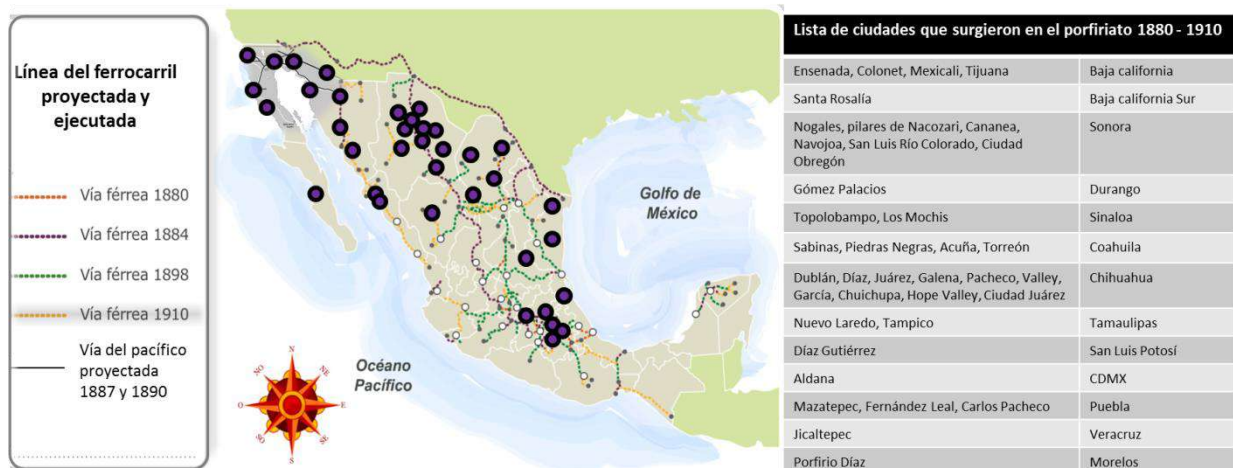 Línea del ferrocarril
proyectada y
ejecutada
Vía férrea 1880
Vía férrea 1884
Vía férrea 1898
Vía férrea 1910
Vía del pacífico
proyectada
1887 y 1890
Golfo de
México
Océano
Pacífico
N
NO
NE
O
E
SO
SE
S
Lista de ciudades que surgieron en el porfiriato 1880 - 1910
Ensenada, Colonet, Mexicali, Tijuana
Baja california
Santa Rosalía
Baja california Sur
Nogales, pilares de Nacozari, Cananea,
Navojoa, San Luis Río Colorado, Ciudad
Obregón
Sonora
Gómez Palacios
Durango
Topolobampo, Los Mochis
Sinaloa
Sabinas, Piedras Negras, Acuña, Torreón
Coahuila
Dublán, Díaz, Juárez, Galena, Pacheco, Valley,
García, Chuichupa, Hope Valley, Ciudad Juárez
Chihuahua
Nuevo Laredo, Tampico
Tamaulipas
Díaz Gutiérrez
San Luis Potosí
Aldana
CDMX
Mazatepec, Fernández Leal, Carlos Pacheco
Puebla
Jicaltepec
Veracruz
Porfirio Díaz
Morelos